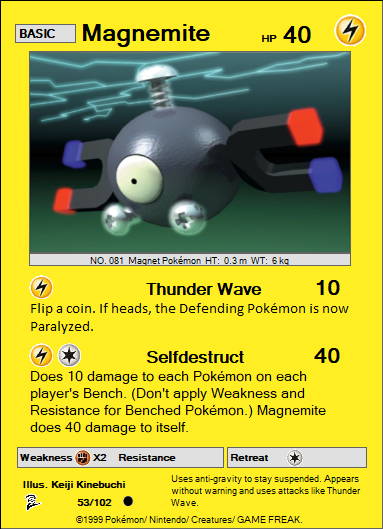 BASIC Magnemite HP 40
NO. 081 Magnet Pokémon HT: 0.3 m WT: 6 kg
Thunder Wave 10
Flip a coin. If heads, the Defending Pokémon is now
Paralyzed.
Selfdestruct 40
Does 10 damage to each Pokémon on each
player's Bench. (Don't apply Weakness and
Resistance for Benched Pokémon.) Magnemite
does 40 damage to itself.
Weakness X2 Resistance Retreat
Illus. Keiji Kinebuchi
53/102
Uses anti-gravity to stay suspended. Appears
without warning and uses attacks like Thunder
Wave.
©1999 Pokémon/ Nintendo/ Creatures/ GAME FREAK.